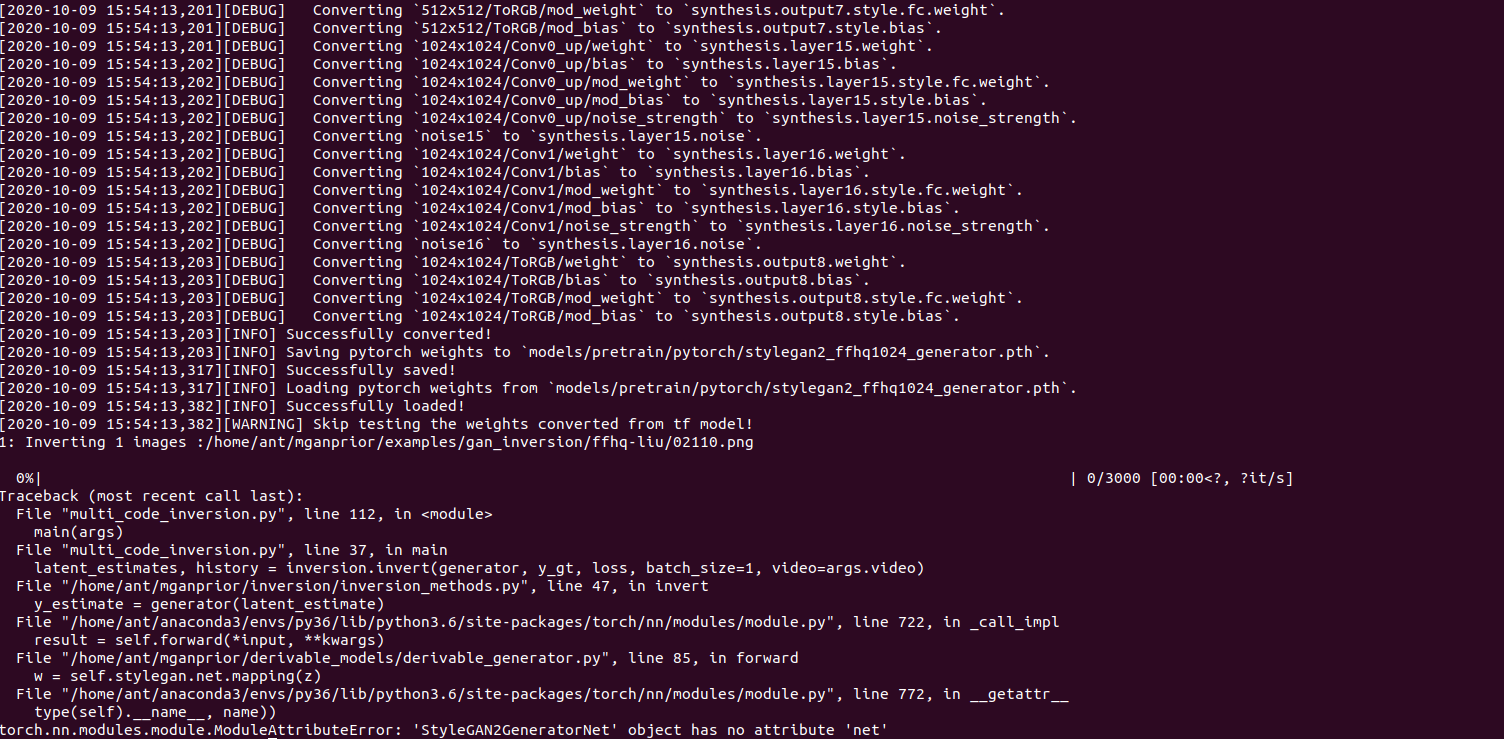 [2020-10-09 15:54:13,201][DEBUG]   Converting `512x512/ToRGB/mod_weight` to `synthesis.output7.style.fc.weight`.
[2020-10-09 15:54:13,201][DEBUG]   Converting `512x512/ToRGB/mod_bias` to `synthesis.output7.style.bias`.
[2020-10-09 15:54:13,201][DEBUG]   Converting `1024x1024/Conv0_up/weight` to `synthesis.layer15.weight`.
[2020-10-09 15:54:13,202][DEBUG]   Converting `1024x1024/Conv0_up/bias` to `synthesis.layer15.bias`.
[2020-10-09 15:54:13,202][DEBUG]   Converting `1024x1024/Conv0_up/mod_weight` to `synthesis.layer15.style.fc.weight`.
[2020-10-09 15:54:13,202][DEBUG]   Converting `1024x1024/Conv0_up/mod_bias` to `synthesis.layer15.style.bias`.
[2020-10-09 15:54:13,202][DEBUG]   Converting `1024x1024/Conv0_up/noise_strength` to `synthesis.layer15.noise_strength`.
[2020-10-09 15:54:13,202][DEBUG]   Converting `noise15` to `synthesis.layer15.noise`.
[2020-10-09 15:54:13,202][DEBUG]   Converting `1024x1024/Conv1/weight` to `synthesis.layer16.weight`.
[2020-10-09 15:54:13,202][DEBUG]   Converting `1024x1024/Conv1/bias` to `synthesis.layer16.bias`.
[2020-10-09 15:54:13,202][DEBUG]   Converting `1024x1024/Conv1/mod_weight` to `synthesis.layer16.style.fc.weight`.
[2020-10-09 15:54:13,202][DEBUG]   Converting `1024x1024/Conv1/mod_bias` to `synthesis.layer16.style.bias`.
[2020-10-09 15:54:13,202][DEBUG]   Converting `1024x1024/Conv1/noise_strength` to `synthesis.layer16.noise_strength`.
[2020-10-09 15:54:13,202][DEBUG]   Converting `noise16` to `synthesis.layer16.noise`.
[2020-10-09 15:54:13,203][DEBUG]   Converting `1024x1024/ToRGB/weight` to `synthesis.output8.weight`.
[2020-10-09 15:54:13,203][DEBUG]   Converting `1024x1024/ToRGB/bias` to `synthesis.output8.bias`.
[2020-10-09 15:54:13,203][DEBUG]   Converting `1024x1024/ToRGB/mod_weight` to `synthesis.output8.style.fc.weight`.
[2020-10-09 15:54:13,203][DEBUG]   Converting `1024x1024/ToRGB/mod_bias` to `synthesis.output8.style.bias`.
[2020-10-09 15:54:13,203][INFO] Successfully converted!
[2020-10-09 15:54:13,203][INFO] Saving pytorch weights to `models/pretrain/pytorch/stylegan2_ffhq1024_generator.pth`.
[2020-10-09 15:54:13,317][INFO] Successfully saved!
[2020-10-09 15:54:13,317][INFO] Loading pytorch weights from `models/pretrain/pytorch/stylegan2_ffhq1024_generator.pth`.
[2020-10-09 15:54:13,382][INFO] Successfully loaded!
[2020-10-09 15:54:13,382][WARNING] Skip testing the weights converted from tf model!
1: Inverting 1 images :/home/ant/mganprior/examples/gan_inversion/ffhq-liu/02110.png
  0%|          | 0/3000 [00:00<?, ?it/s]
Traceback (most recent call last):
  File "multi_code_inversion.py", line 112, in <module>
    main(args)
  File "multi_code_inversion.py", line 37, in main
    latent_estimates, history = inversion.invert(generator, y_gt, loss, batch_size=1, video=args.video)
  File "/home/ant/mganprior/inversion/inversion_methods.py", line 47, in invert
    y_estimate = generator(latent_estimate)
  File "/home/ant/anaconda3/envs/py36/lib/python3.6/site-packages/torch/nn/modules/module.py", line 722, in _call_impl
    result = self.forward(*input, **kwargs)
  File "/home/ant/mganprior/derivable_models/derivable_generator.py", line 85, in forward
    w = self.stylegan.net.mapping(z)
  File "/home/ant/anaconda3/envs/py36/lib/python3.6/site-packages/torch/nn/modules/module.py", line 772, in __getattr__
    type(self).__name__, name))
torch.nn.modules.module.ModuleAttributeError: 'StyleGAN2GeneratorNet' object has no attribute 'net'